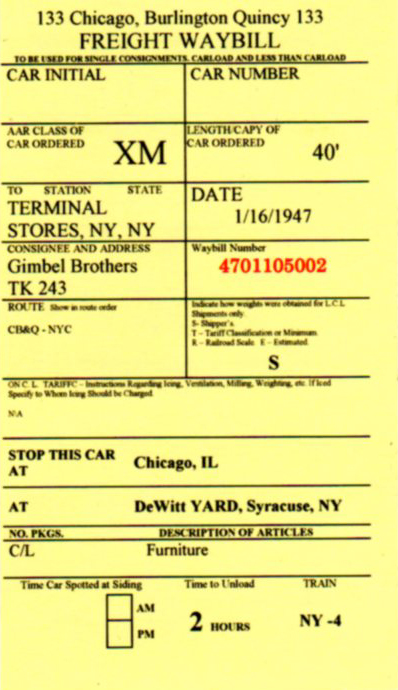 133 Chicago, Burlington Quincy 133
FREIGHT WAYBILL
TO BE USED FOR SINGLE CONSIGNMENTS. CARLOAD AND LESS THAN CARLOAD
CAR INITIAL
CAR NUMBER
AAR CLASS OF
CAR ORDERED
XM
LENGTH/CAPY OF
CAR ORDERED
40'
TO STATION STATE
TERMINAL
STORES, NY, NY
DATE
1/16/1947
CONSIGNEE AND ADDRESS
Gimbel Brothers
TK 243
Waybill Number
4701105002
ROUTE Show in route order
CB&Q - NYC
Indicate how weights were obtained for L.C.L
Shipments only.
S- Shipper's.
T – Tariff Classification or Minimum.
R – Railroad Scale. E – Estimated.
S
ON C. L. TARIFFC – Instructions Regarding Icing, Ventilation, Milling, Weighting, etc. If Iced
Specify to Whom Icing Should be Charged.
N/A
STOP THIS CAR
AT
Chicago, IL
AT
DeWitt YARD, Syracuse, NY
NO. PKGS.
DESCRIPTION OF ARTICLES
C/L
Furniture
Time Car Spotted at Siding
AM
PM
Time to Unload
2 HOURS
TRAIN
NY -4